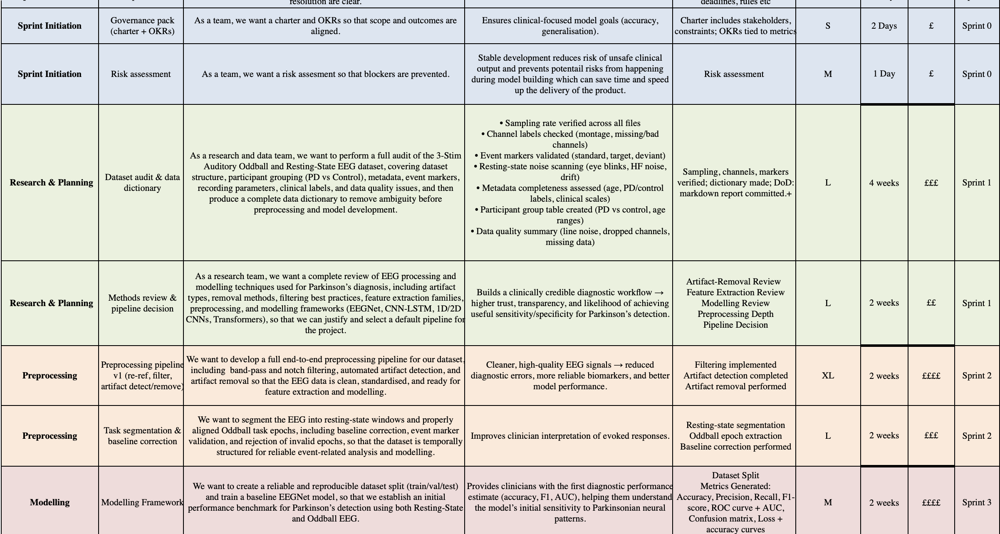 resolution are clear.
deadlines, rules etc
Sprint Initiation
Governance pack
(charter + OKRs)
As a team, we want a charter and OKRs so that scope and outcomes are
aligned.
Ensures clinical-focused model goals (accuracy,
generalisation).
Charter includes stakeholders,
constraints; OKRs tied to metrics
S
2 Days
£
Sprint 0
Sprint Initiation
Risk assessment
As a team, we want a risk assesment so that blockers are prevented.
Stable development reduces risk of unsafe clinical
output and prevents potentail risks from happening
during model building which can save time and speed
up the delivery of the product.
Risk assessment
M
1 Day
£
Sprint 0
Research & Planning
Dataset audit & data
dictionary
As a research and data team, we want to perform a full audit of the 3-Stim
Auditory Oddball and Resting-State EEG dataset, covering dataset
structure, participant grouping (PD vs Control), metadata, event markers,
recording parameters, clinical labels, and data quality issues, and then
produce a complete data dictionary to remove ambiguity before
preprocessing and model development.
• Sampling rate verified across all files
• Channel labels checked (montage, missing/bad
channels)
• Event markers validated (standard, target, deviant)
• Resting-state noise scanning (eye blinks, HF noise,
drift)
• Metadata completeness assessed (age, PD/control
labels, clinical scales)
• Participant group table created (PD vs control, age
ranges)
• Data quality summary (line noise, dropped channels,
missing data)
Sampling, channels, markers
verified; dictionary made; DoD:
markdown report committed.+
L
4 weeks
£££
Sprint 1
Research & Planning
Methods review &
pipeline decision
As a research team, we want a complete review of EEG processing and
modelling techniques used for Parkinson's diagnosis, including artifact
types, removal methods, filtering best practices, feature extraction families,
preprocessing, and modelling frameworks (EEGNet, CNN-LSTM, 1D/2D
CNNs, Transformers), so that we can justify and select a default pipeline for
the project.
Builds a clinically credible diagnostic workflow →
higher trust, transparency, and likelihood of achieving
useful sensitivity/specificity for Parkinson's detection.
Artifact-Removal Review
Feature Extraction Review
Modelling Review
Preprocessing Depth
Pipeline Decision
L
2 weeks
££
Sprint 1
Preprocessing
Preprocessing pipeline
v1 (re-ref, filter,
artifact detect/remove)
We want to develop a full end-to-end preprocessing pipeline for our dataset,
including  band-pass and notch filtering, automated artifact detection, and
artifact removal so that the EEG data is clean, standardised, and ready for
feature extraction and modelling.
Cleaner, high-quality EEG signals → reduced
diagnostic errors, more reliable biomarkers, and better
model performance.
Filtering implemented
Artifact detection completed
Artifact removal performed
XL
2 weeks
££££
Sprint 2
Preprocessing
Task segmentation &
baseline correction
We want to segment the EEG into resting-state windows and properly
aligned Oddball task epochs, including baseline correction, event marker
validation, and rejection of invalid epochs, so that the dataset is temporally
structured for reliable event-related analysis and modelling.
Improves clinician interpretation of evoked responses.
Resting-state segmentation
Oddball epoch extraction
Baseline correction performed
L
2 weeks
£££
Sprint 2
Modelling
Modelling Framework
We want to create a reliable and reproducible dataset split (train/val/test)
and train a baseline EEGNet model, so that we establish an initial
performance benchmark for Parkinson's detection using both Resting-State
and Oddball EEG.
Provides clinicians with the first diagnostic performance
estimate (accuracy, F1, AUC), helping them understand
the model's initial sensitivity to Parkinsonian neural
patterns.
Dataset Split
Metrics Generated:
Accuracy, Precision, Recall, F1-
score, ROC curve + AUC,
Confusion matrix, Loss +
accuracy curves
M
2 weeks
££££
Sprint 3